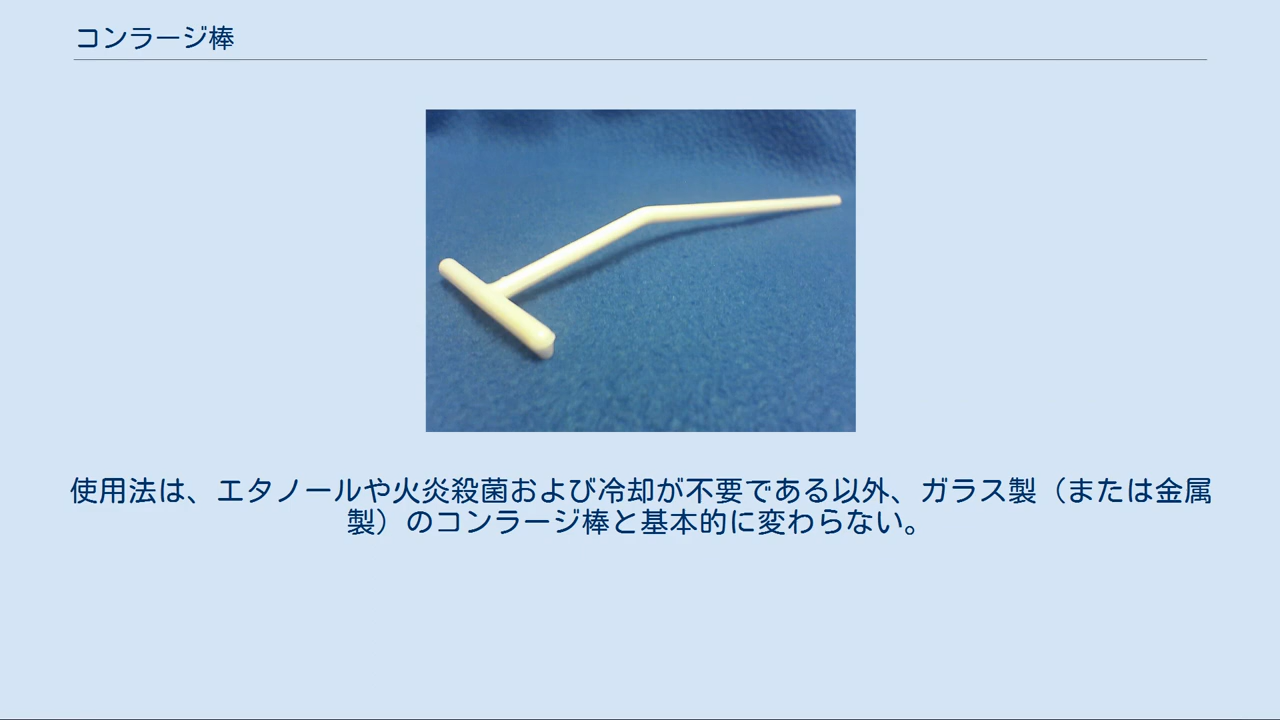 コンラージ棒
使用法は、エタノールや火炎殺菌および冷却が不要である以外、ガラス製（または金属
製）のコンラージ棒と基本的に変わらない。